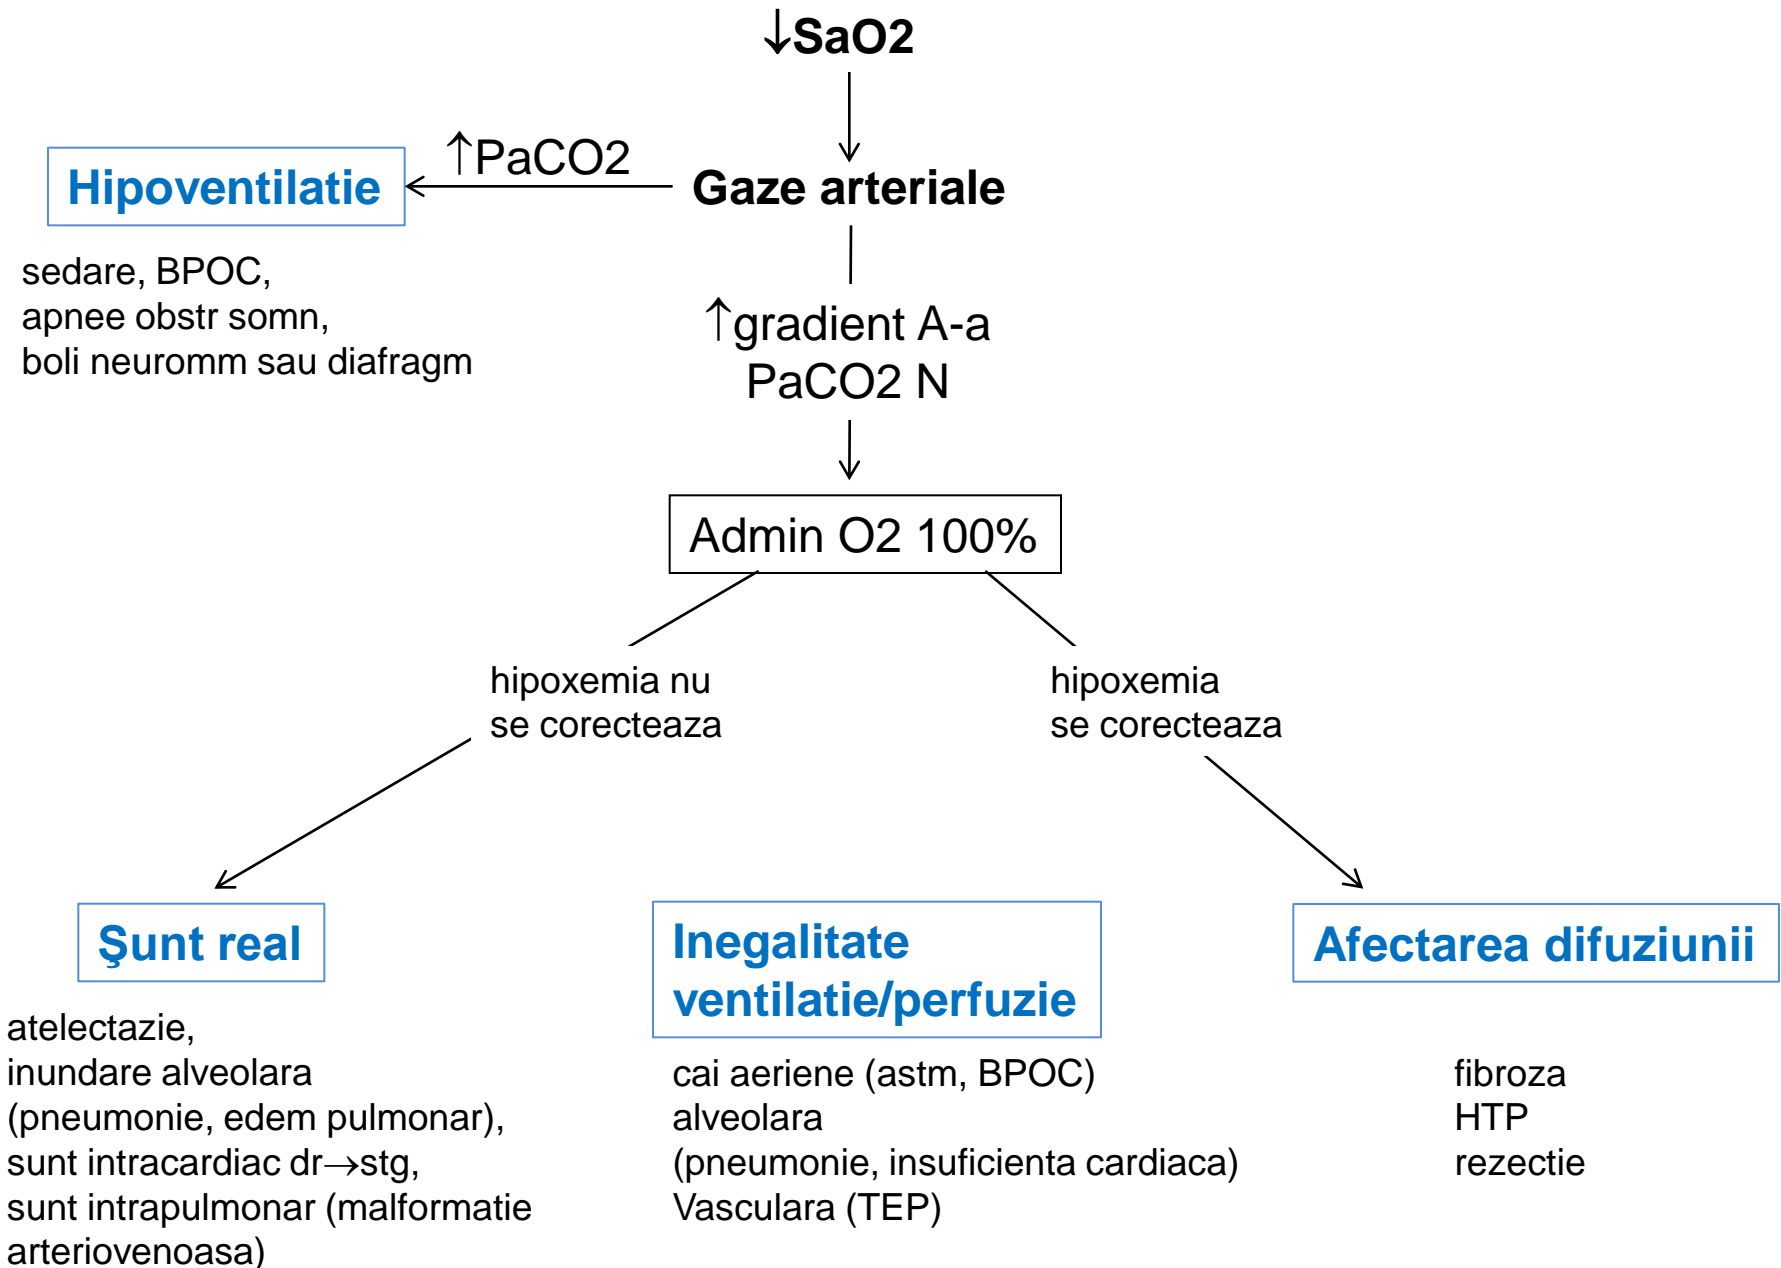 ↓SaO2
↑PaCO2
Hipoventilatie
Gaze arteriale
sedare, BPOC,
apnee obstr somn,
boli neuromm sau diafragm
↑gradient A-a
PaCO2 N
Admin O2 100%
hipoxemia nu
se corecteaza
hipoxemia
se corecteaza
Şunt real
atelectazie,
inundare alveolara
(pneumonie, edem pulmonar),
sunt intracardiac dr→stg,
sunt intrapulmonar (malformatie
arteriovenoasa)
Inegalitate
ventilatie/perfuzie
cai aeriene (astm, BPOC)
alveolara
(pneumonie, insuficienta cardiaca)
Vasculara (TEP)
Afectarea difuziunii
fibroza
HTP
rezectie